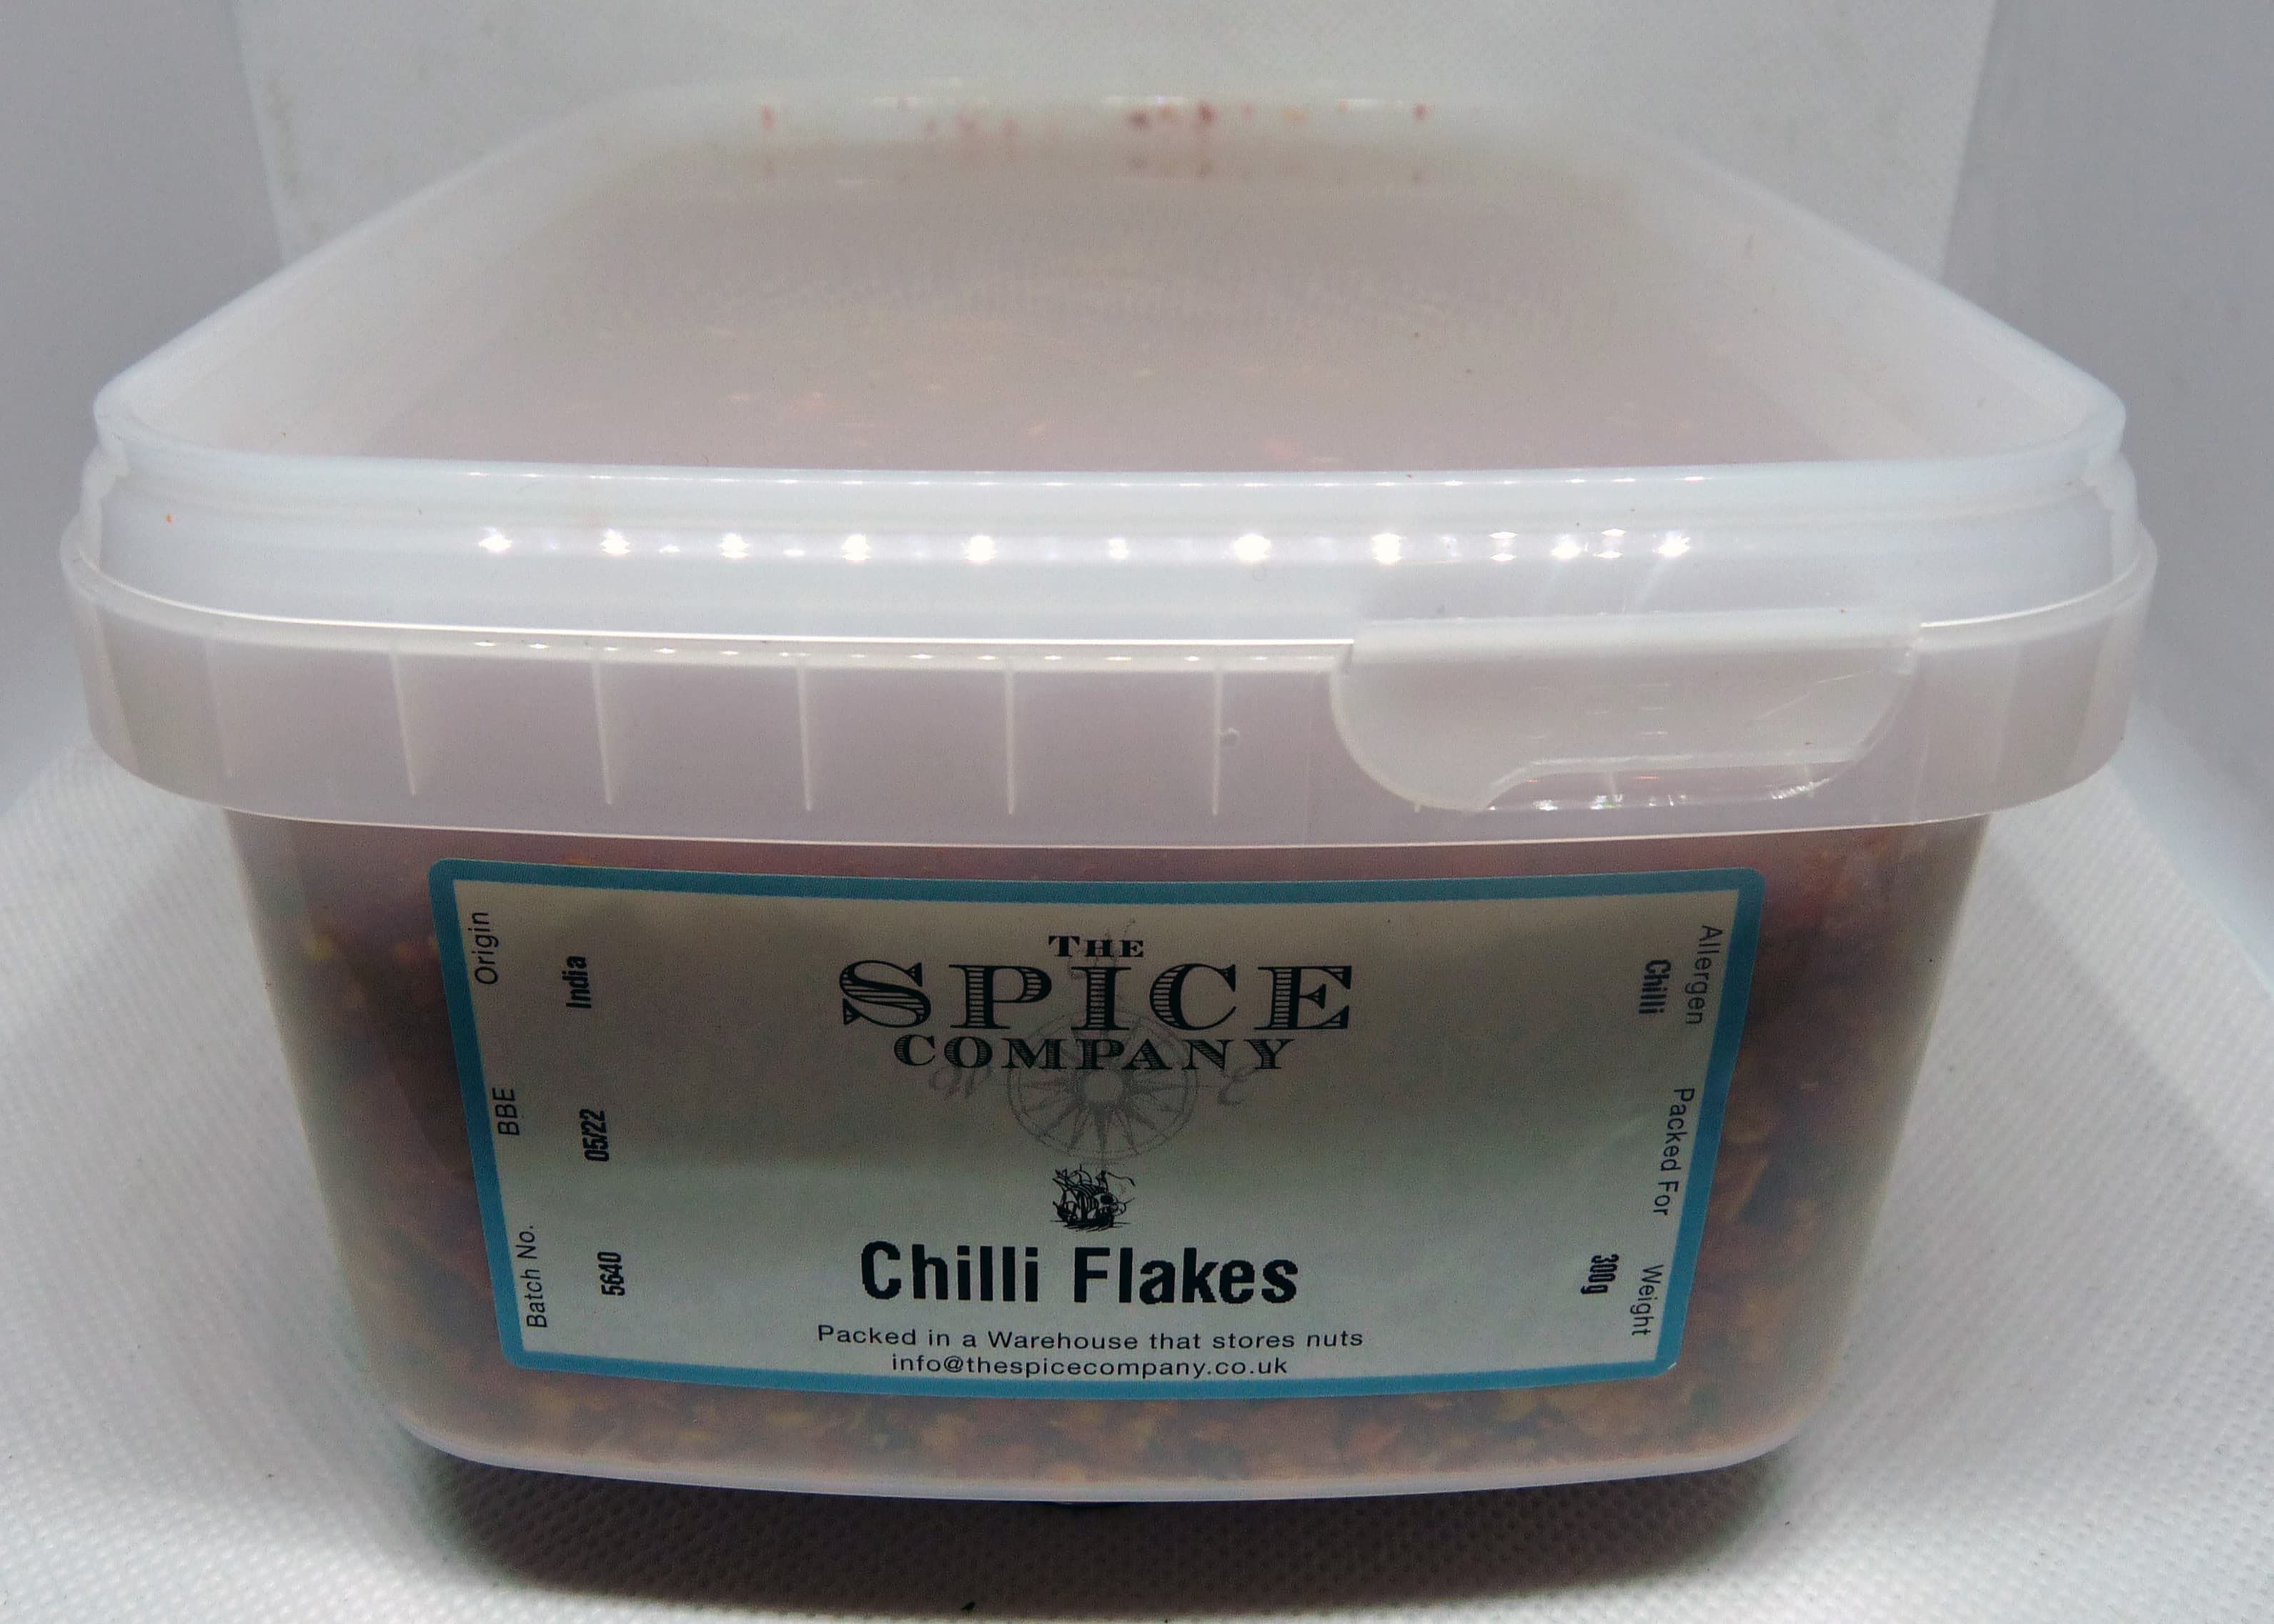 THE
SPICE
COMPANY
W E
Chilli Flakes
Packed in a Warehouse that stores nuts
info@thespicecompany.co.uk
Origin
India
BBE
05/22
Batch No.
5640
Allergen
Chilli
Packed For
Weight
300g